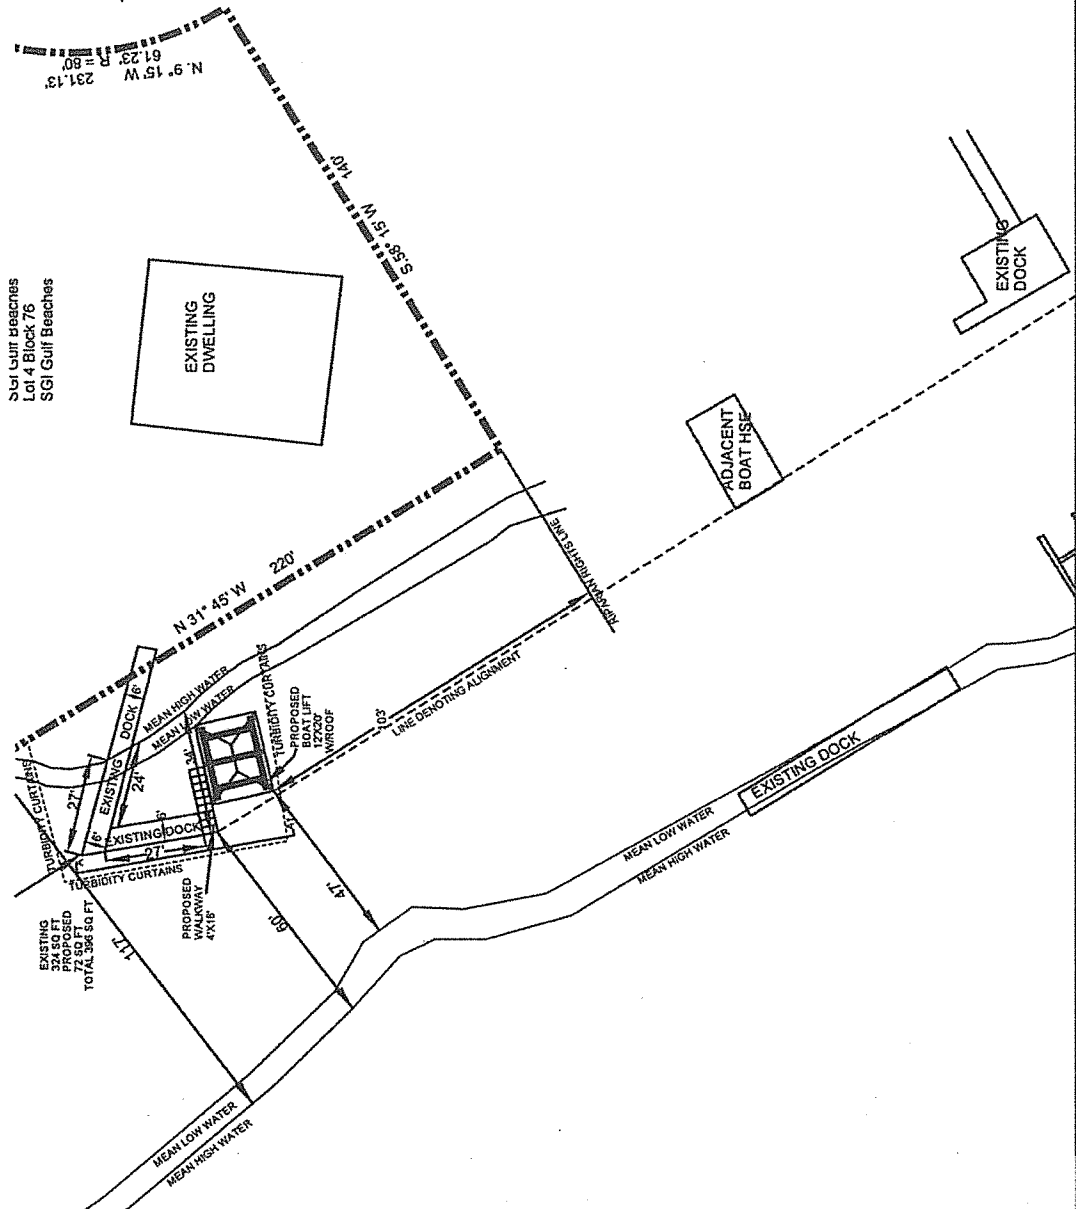 N. 9° 15' W
61.23' R = 80'
231.13'
140'
S.58° 15' W
Lot 4 Block 76
SGI Gulf Beaches
EXISTING
DWELLING
EXISTING
DOCK
ADJACENT
BOAT HSE
RIPARIAN RIGHTS LINE
N 31° 45' W 220'
MEAN HIGH WATER
MEAN LOW WATER
EXISTING DOCK 6'
27'
24'
TURBIDITY CURTAINS
TURBIDITY CURTAINS
PROPOSED
BOAT LIFT
12'X20'
W/ROOF
103'
LINE DENOTING ALIGNMENT
34'
6'
6'
EXISTING DOCK
27'
TURBIDITY CURTAINS
PROPOSED
WALKWAY
4'X18'
EXISTING
324 SQ FT
PROPOSED
72 SQ FT
TOTAL 396 SQ FT
117'
60'
47'
EXISTING DOCK
MEAN LOW WATER
MEAN HIGH WATER
MEAN LOW WATER
MEAN HIGH WATER